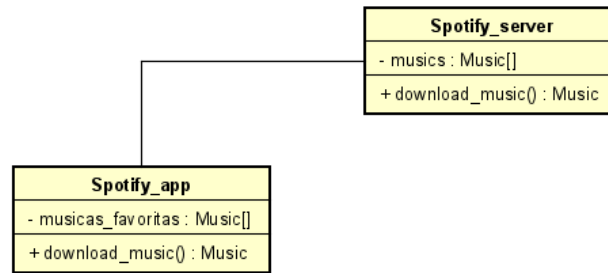 Spotify_server
- musics : Music[]
+ download_music() : Music
Spotify_app
- musicas_favoritas : Music[]
+ download_music() : Music